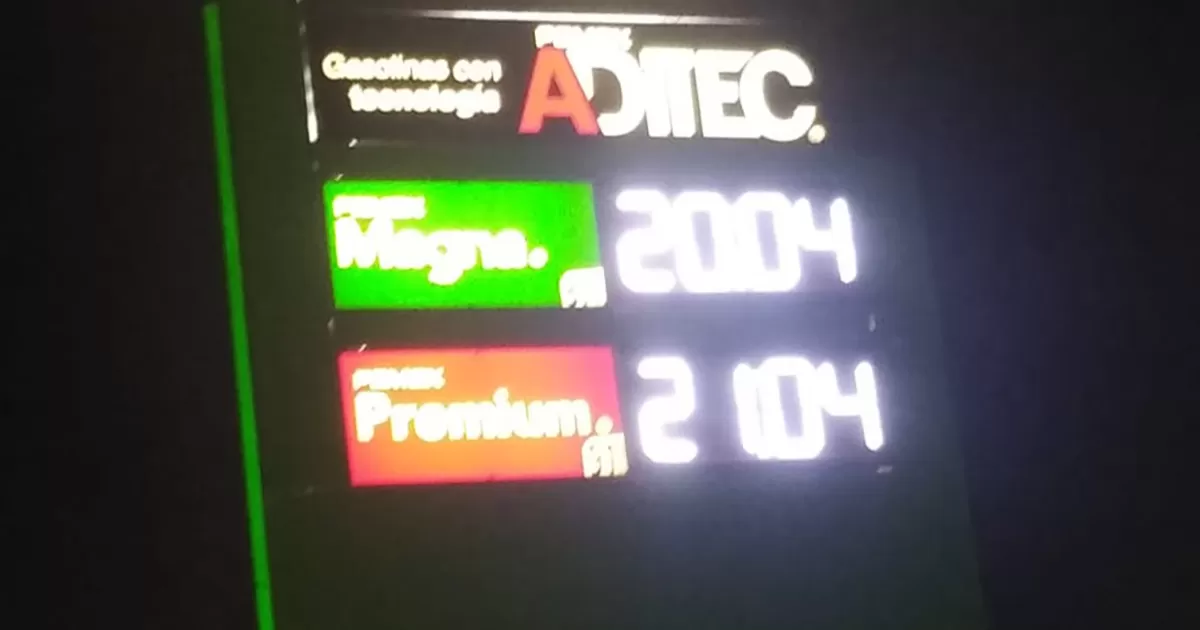 PEMEX
Gasolinas con
tecnología
ADITEC
PEMEX
Magna.
20.04
PEMEX
Premium.
21.04